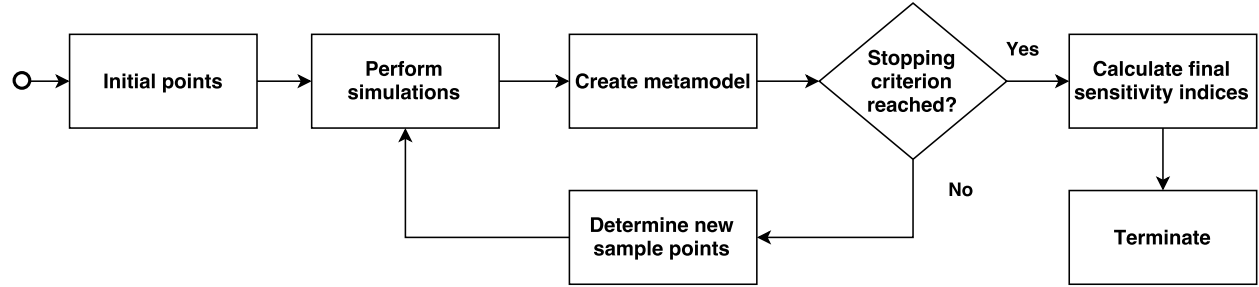 Initial points
Perform
simulations
Create metamodel
Stopping
criterion
reached?
Yes
Calculate final
sensitivity indices
No
Determine new
sample points
Terminate